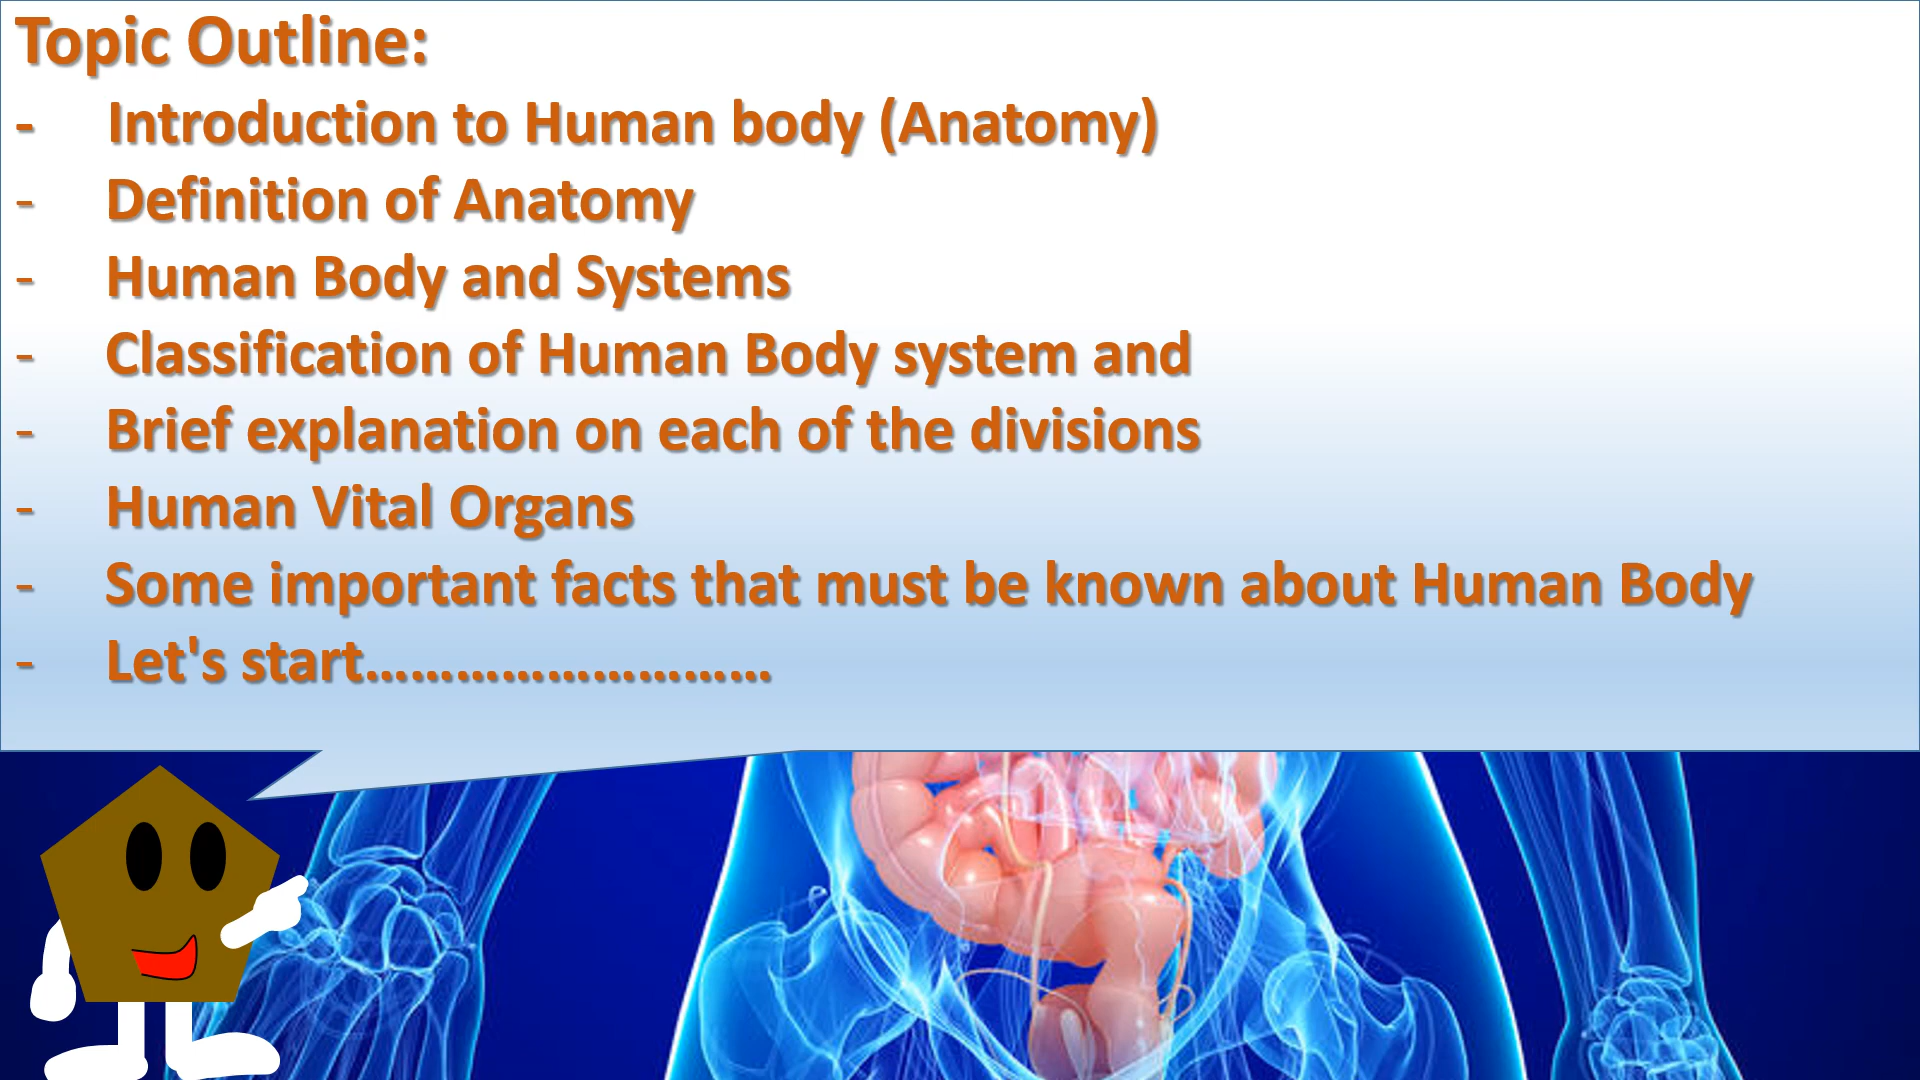 Topic Outline:
- Introduction to Human body (Anatomy)
- Definition of Anatomy
- Human Body and Systems
- Classification of Human Body system and
- Brief explanation on each of the divisions
- Human Vital Organs
- Some important facts that must be known about Human Body
- Let's start...........................